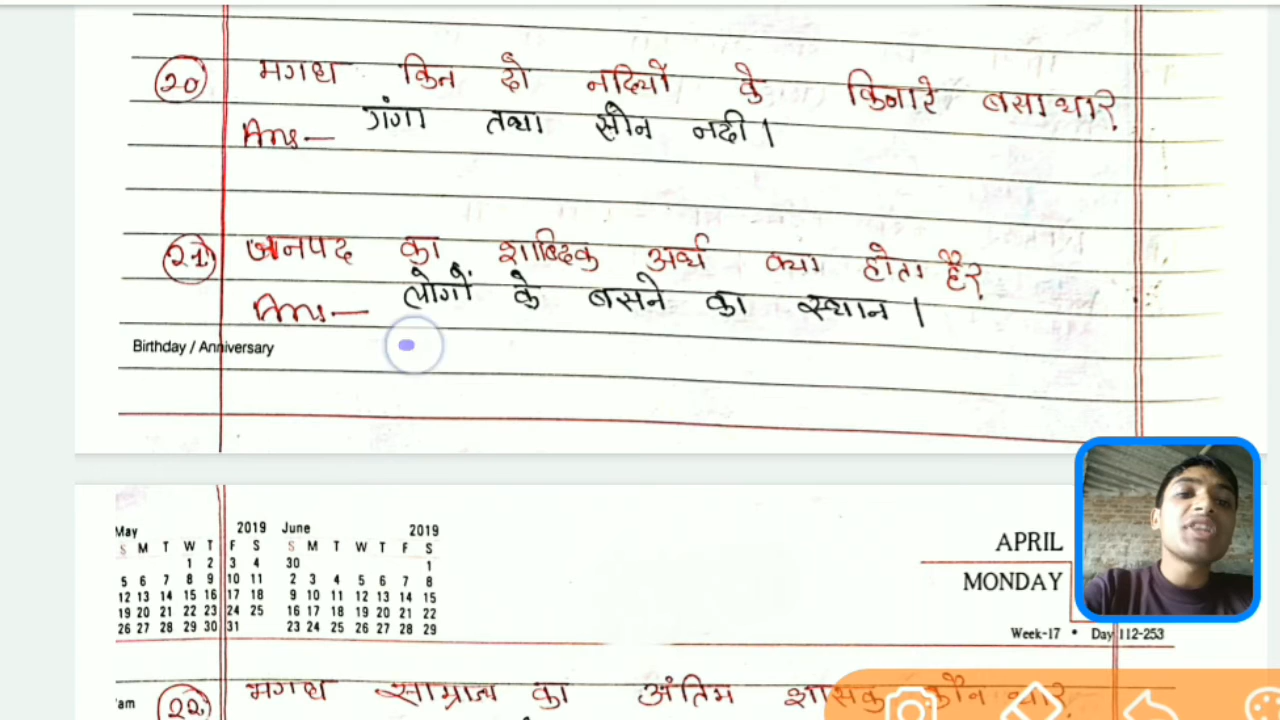 20 मगध किन दो नदियों के किनारे बसा था?
Ans— गंगा तथा सोन नदी।
21. जनपद का शाब्दिक अर्थ क्या होता है?
Ans— लोगों के बसने का स्थान।
Birthday / Anniversary
May 2019 June 2019
S M T W T F S S M T W T F S
1 2 3 4 30 1
5 6 7 8 9 10 11 2 3 4 5 6 7 8
12 13 14 15 16 17 18 9 10 11 12 13 14 15
19 20 21 22 23 24 25 16 17 18 19 20 21 22
26 27 28 29 30 31 23 24 25 26 27 28 29
APRIL
MONDAY
Week-17 • Day 112-253
am 22. मगध साम्राज्य का अंतिम शासक कौन था?